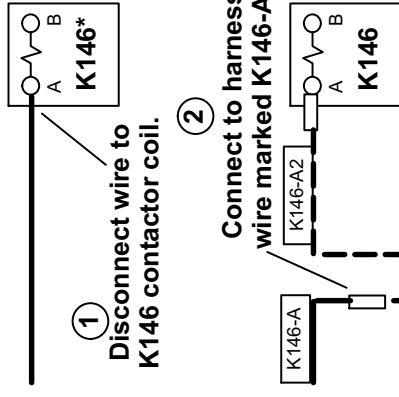 B
A
K146*
1
Disconnect wire to
K146 contactor coil.
2
Connect to harness
wire marked K146-A
B
A
K146
K146-A2
K146-A